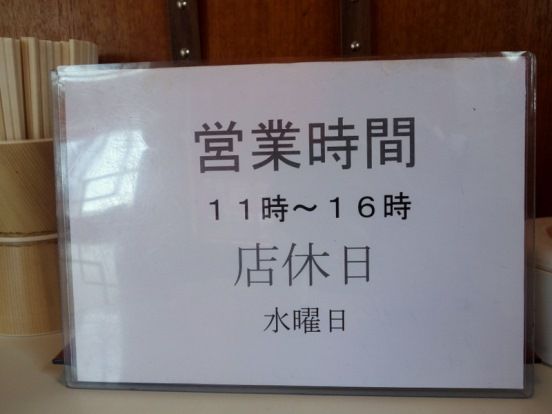 営業時間
11時〜16時
店休日
水曜日